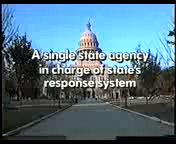 A single state agency
in charge of state's
response system